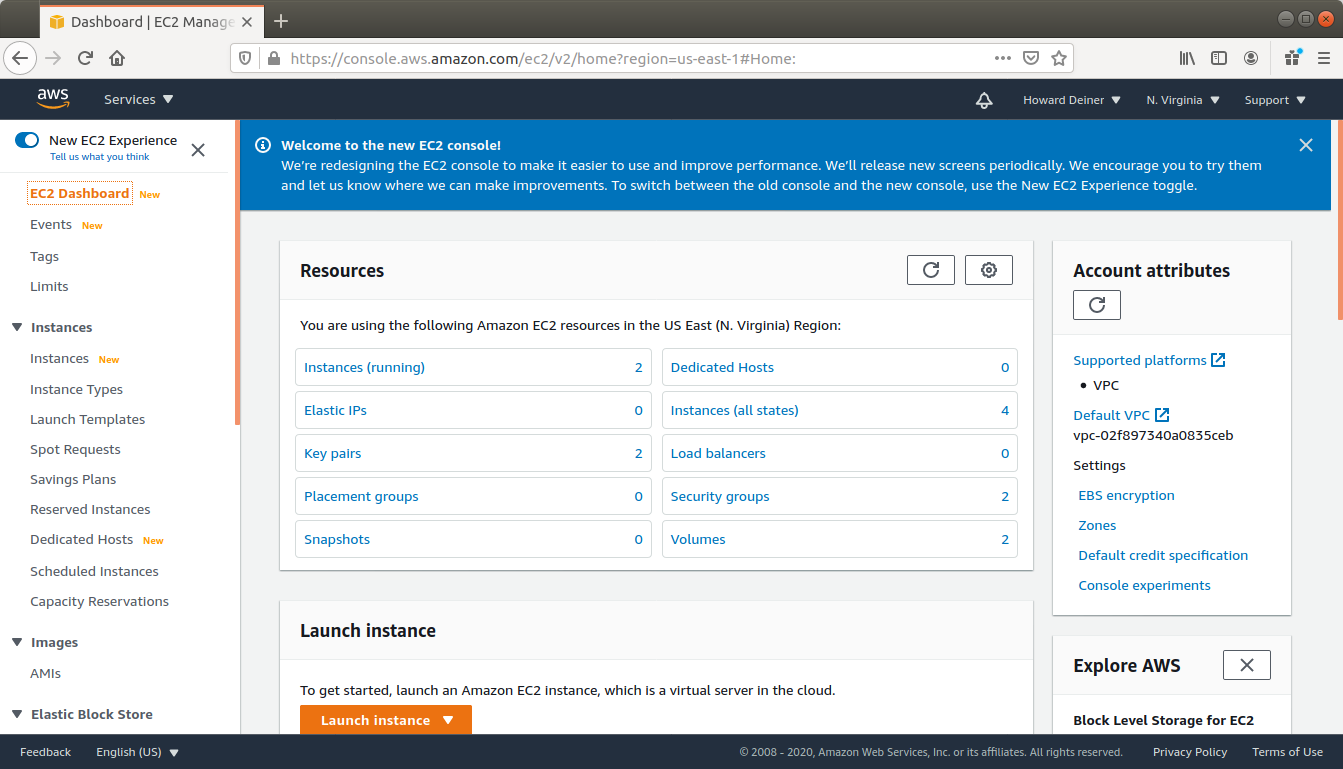 Dashboard | EC2 Manage
https://console.aws.amazon.com/ec2/v2/home?region=us-east-1#Home:
aws
Services
Howard Deiner
N. Virginia
Support
New EC2 Experience
Tell us what you think
EC2 Dashboard New
Events New
Tags
Limits
Instances
Instances New
Instance Types
Launch Templates
Spot Requests
Savings Plans
Reserved Instances
Dedicated Hosts New
Scheduled Instances
Capacity Reservations
Images
AMIs
Elastic Block Store
Welcome to the new EC2 console!
We're redesigning the EC2 console to make it easier to use and improve performance. We'll release new screens periodically. We encourage you to try them
and let us know where we can make improvements. To switch between the old console and the new console, use the New EC2 Experience toggle.
Resources
You are using the following Amazon EC2 resources in the US East (N. Virginia) Region:
Instances (running) 2
Dedicated Hosts 0
Elastic IPs 0
Instances (all states) 4
Key pairs 2
Load balancers 0
Placement groups 0
Security groups 2
Snapshots 0
Volumes 2
Launch instance
To get started, launch an Amazon EC2 instance, which is a virtual server in the cloud.
Launch instance
Account attributes
Supported platforms
• VPC
Default VPC
vpc-02f897340a0835ceb
Settings
EBS encryption
Zones
Default credit specification
Console experiments
Explore AWS
Block Level Storage for EC2
Feedback
English (US)
© 2008 - 2020, Amazon Web Services, Inc. or its affiliates. All rights reserved.
Privacy Policy
Terms of Use